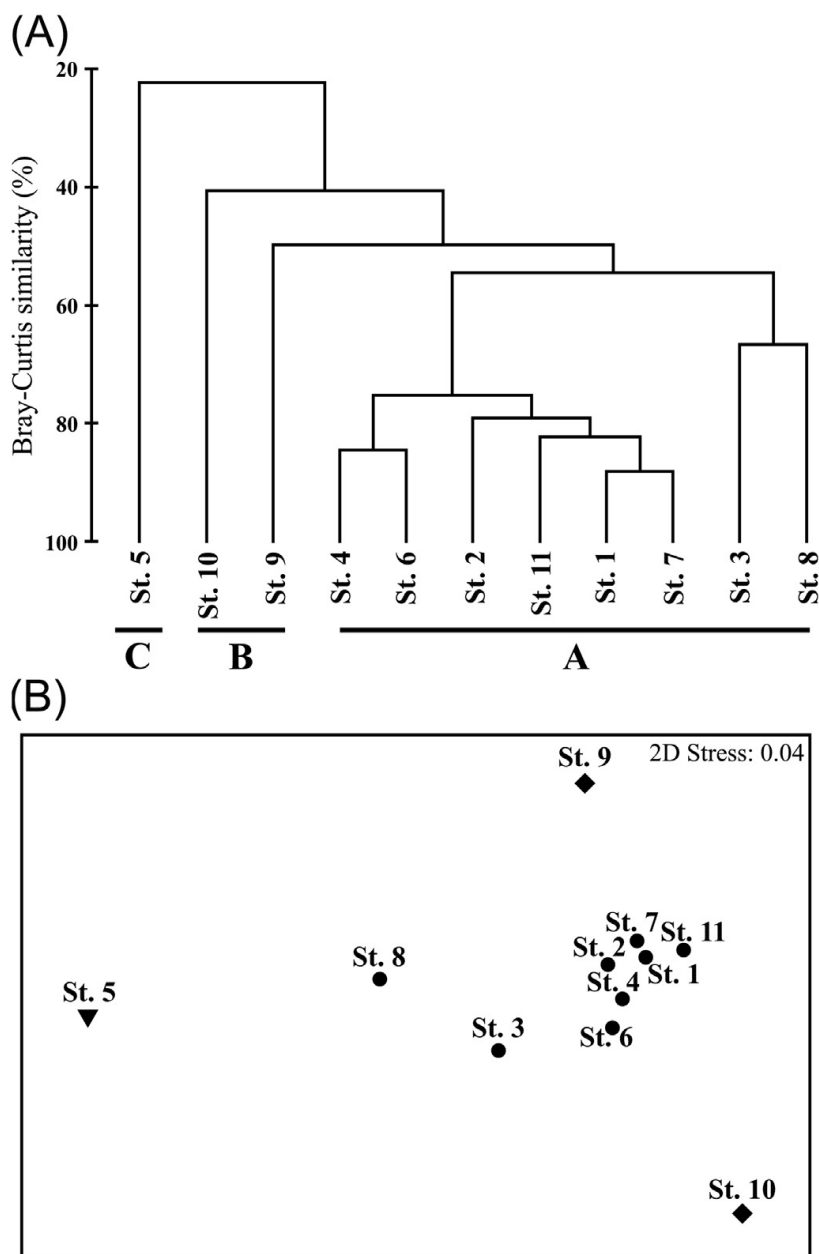 (A)
Bray-Curtis similarity (%)
20
40
60
80
100
St. 5
St. 10
St. 9
St. 4
St. 6
St. 2
St. 11
St. 1
St. 7
St. 3
St. 8
C
B
A
(B)
2D Stress: 0.04
St. 9
St. 7
St. 11
St. 2
St. 1
St. 8
St. 4
St. 5
St. 3
St. 6
St. 10